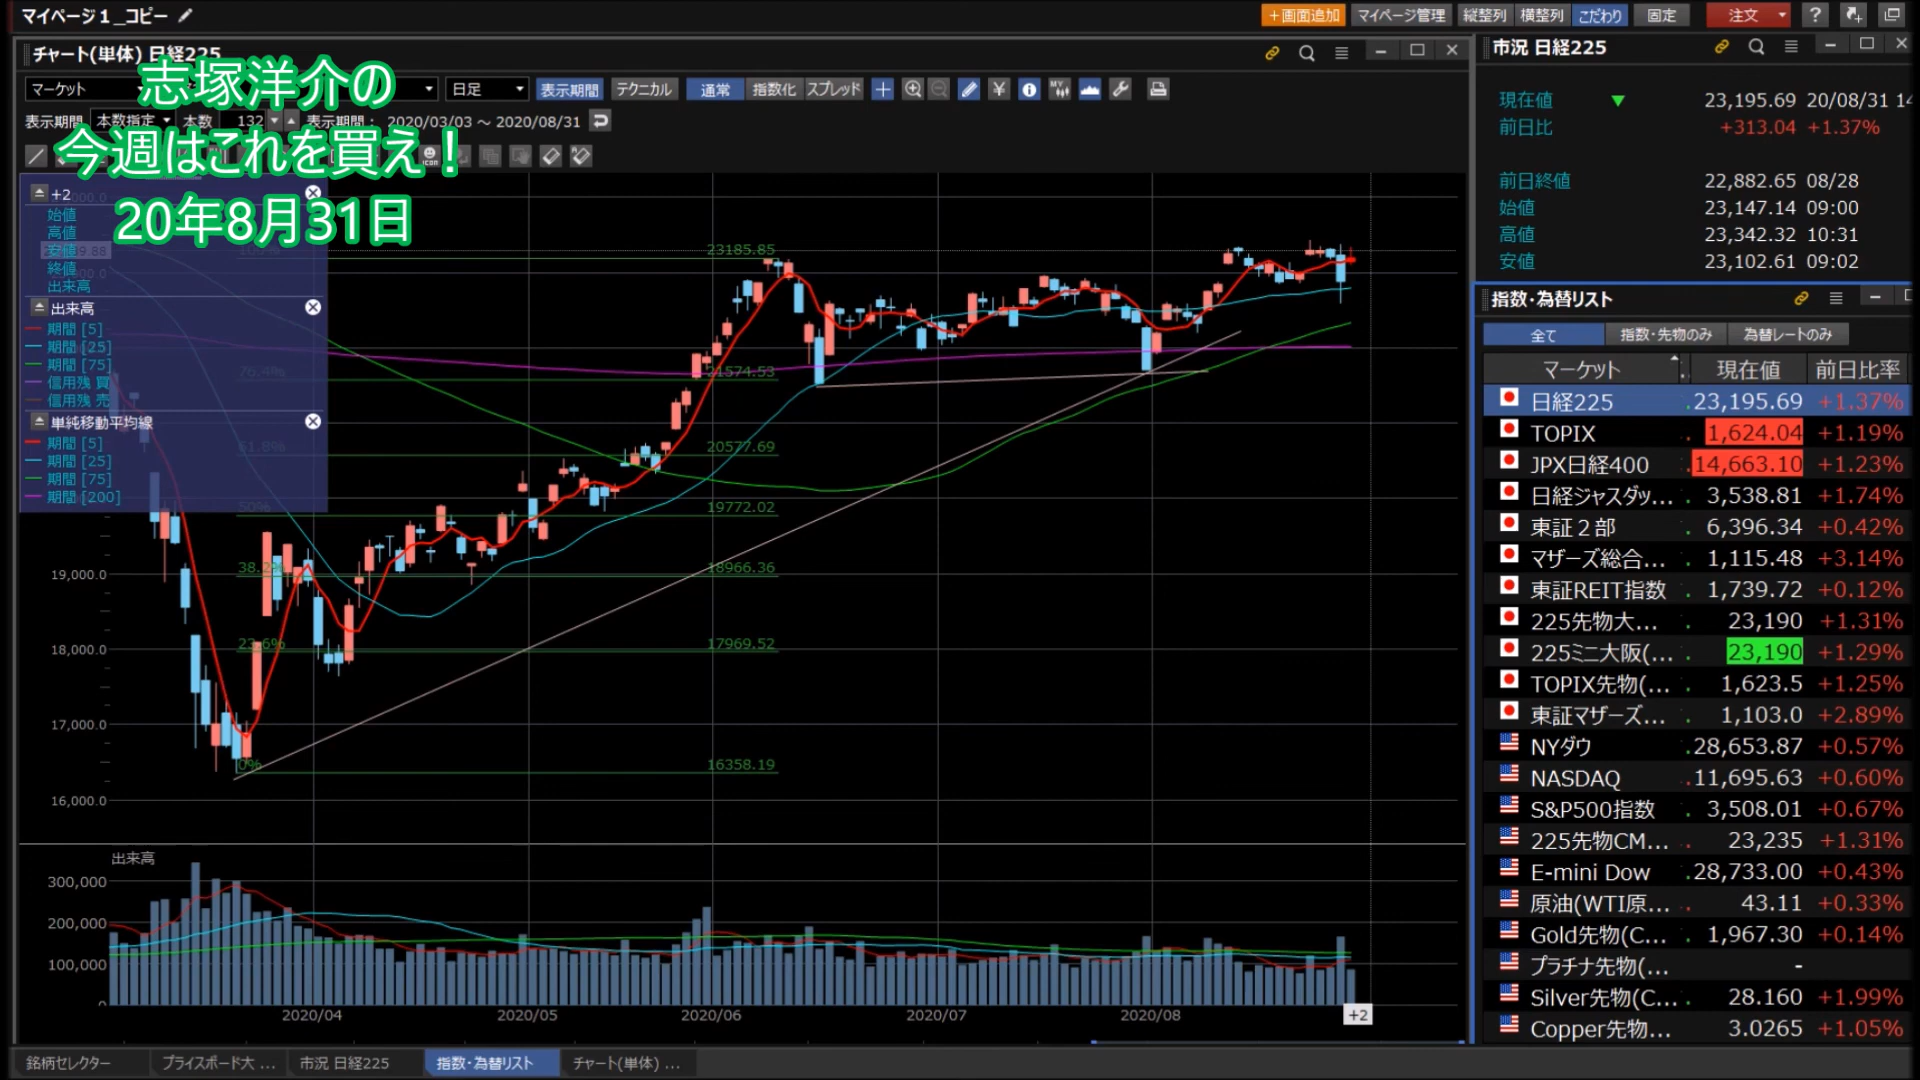 マイページ１_コピー
＋画面追加 マイページ管理 縦整列 横整列 こだわり 固定 注文 ?
チャート(単体) 日経225
志塚洋介の
今週はこれを買え！
20年8月31日
マーケット 日足 表示期間 テクニカル 通常 指数化 スプレッド
表示期間 本数指定 本数 132 表示期間： 2020/03/03 ～ 2020/08/31
+2
始値
高値
安値
終値
出来高
出来高
期間 [5]
期間 [25]
期間 [75]
信用残 買
信用残 売
単純移動平均線
期間 [5]
期間 [25]
期間 [75]
期間 [200]
23185.85
76.4% 21574.53
61.8% 20577.69
50% 19772.02
38.2% 18966.36
23.6% 17969.52
0% 16358.19
19,000.0
18,000.0
17,000.0
16,000.0
出来高
300,000
200,000
100,000
0
2020/04 2020/05 2020/06 2020/07 2020/08 +2
市況 日経225
現在値 ▼ 23,195.69 20/08/31 14
前日比 +313.04 +1.37%
前日終値 22,882.65 08/28
始値 23,147.14 09:00
高値 23,342.32 10:31
安値 23,102.61 09:02
指数･為替リスト
全て 指数･先物のみ 為替レートのみ
マーケット 現在値 前日比率
日経225 23,195.69 +1.37%
TOPIX 1,624.04 +1.19%
JPX日経400 14,663.10 +1.23%
日経ジャスダッ... 3,538.81 +1.74%
東証２部 6,396.34 +0.42%
マザーズ総合... 1,115.48 +3.14%
東証REIT指数 1,739.72 +0.12%
225先物大... 23,190 +1.31%
225ミニ大阪(... 23,190 +1.29%
TOPIX先物(... 1,623.5 +1.25%
東証マザーズ... 1,103.0 +2.89%
NYダウ 28,653.87 +0.57%
NASDAQ 11,695.63 +0.60%
S&P500指数 3,508.01 +0.67%
225先物CM... 23,235 +1.31%
E-mini Dow 28,733.00 +0.43%
原油(WTI原... 43.11 +0.33%
Gold先物(C... 1,967.30 +0.14%
プラチナ先物(... -
Silver先物(C... 28.160 +1.99%
Copper先物... 3.0265 +1.05%
銘柄セレクター プライスボード大 ... 市況 日経225 指数･為替リスト チャート(単体) ...